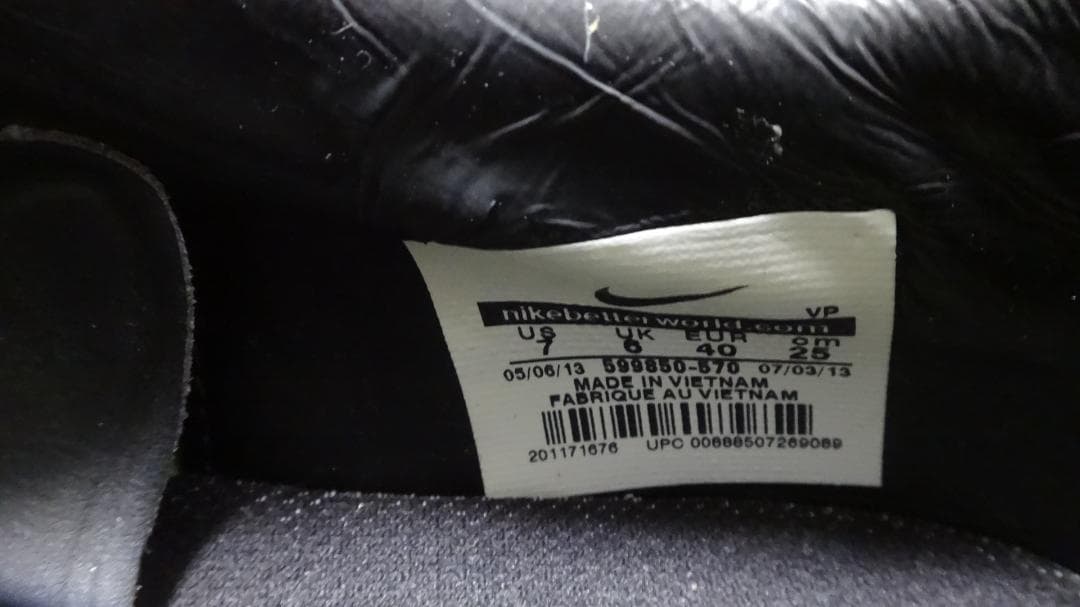 VP
nikebetterworld.com
US UK EUR cm
7 6 40 25
05/06/13 599850-570 07/03/13
MADE IN VIETNAM
FABRIQUE AU VIETNAM
201171676 UPC 00688507269089